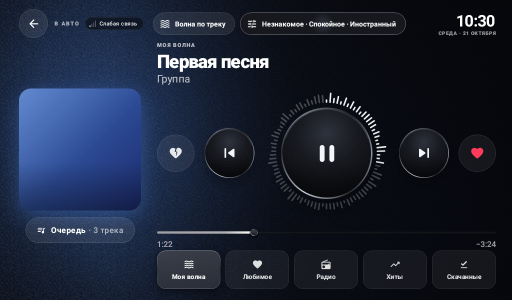 В АВТО
Слабая связь
Волна по треку
Незнакомое · Спокойное · Иностранный
10:30
СРЕДА · 31 ОКТЯБРЯ
МОЯ ВОЛНА
Первая песня
Группа
Очередь · 3 трека
1:22
−3:24
Моя волна
Любимое
Радио
Хиты
Скачанные